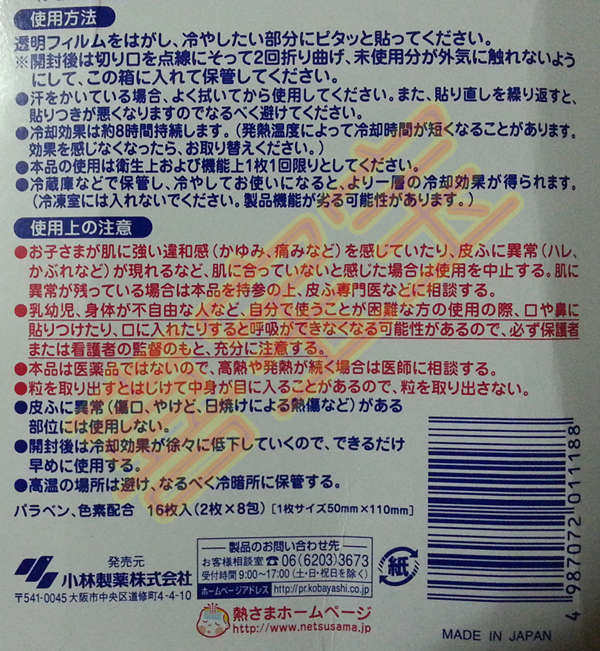 使用方法
透明フィルムをはがし、冷やしたい部分にピタッと貼ってください。
※開封後は切り口を点線にそって2回折り曲げ、未使用分が外気に触れないよう
にして、この箱に入れて保管してください。
●汗をかいている場合、よく拭いてから使用してください。また、貼り直しを繰り返すと、
貼りつきが悪くなりますのでなるべく避けてください。
●冷却効果は約8時間持続します。(発熱温度によって冷却時間が短くなることがあります。
効果を感じなくなったら、お取り替えください。)
●本品の使用は衛生上および機能上1枚1回限りとしてください。
●冷蔵庫などで保管し、冷やしてお使いになると、より一層の冷却効果が得られます。
(冷凍室には入れないでください。製品機能が劣る可能性があります。)
使用上の注意
●お子さまが肌に強い違和感(かゆみ、痛みなど)を感じていたり、皮ふに異常(ハレ、
かぶれなど)が現れるなど、肌に合っていないと感じた場合は使用を中止する。肌に
異常が残っている場合は本品を持参の上、皮ふ専門医などに相談する。
●乳幼児、身体が不自由な人など、自分で使うことが困難な方の使用の際、口や鼻に
貼りつけたり、口に入れたりすると呼吸ができなくなる可能性があるので、必ず保護者
または看護者の監督のもと、充分に注意する。
●本品は医薬品ではないので、高熱や発熱が続く場合は医師に相談する。
●粒を取り出すとはじけて中身が目に入ることがあるので、粒を取り出さない。
●皮ふに異常(傷口、やけど、日焼けによる熱傷など)がある
部位には使用しない。
●開封後は冷却効果が徐々に低下していくので、できるだけ
早めに使用する。
●高温の場所は避け、なるべく冷暗所に保管する。
パラベン、色素配合 16枚入(2枚×8包) [1枚サイズ50mm×110mm]
発売元
小林製薬株式会社
〒541-0045 大阪市中央区道修町4-4-10
製品のお問い合わせ先
お客様相談室 ☎06(6203)3673
受付時間 9:00~17:00 (土・日・祝日を除く)
ホームページアドレス http://pr.kobayashi.co.jp
紙
熱さまホームページ
http://www.netsusama.jp
4 987072 011188
MADE IN JAPAN